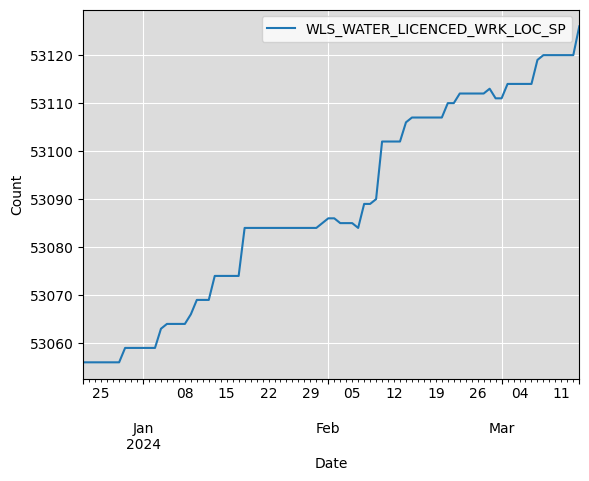 WLS_WATER_LICENCED_WRK_LOC_SP
53120
53110
53100
53090
53080
53070
53060
Count
25 08 15 22 29 05 12 19 26 04 11
Jan Feb Mar
2024
Date